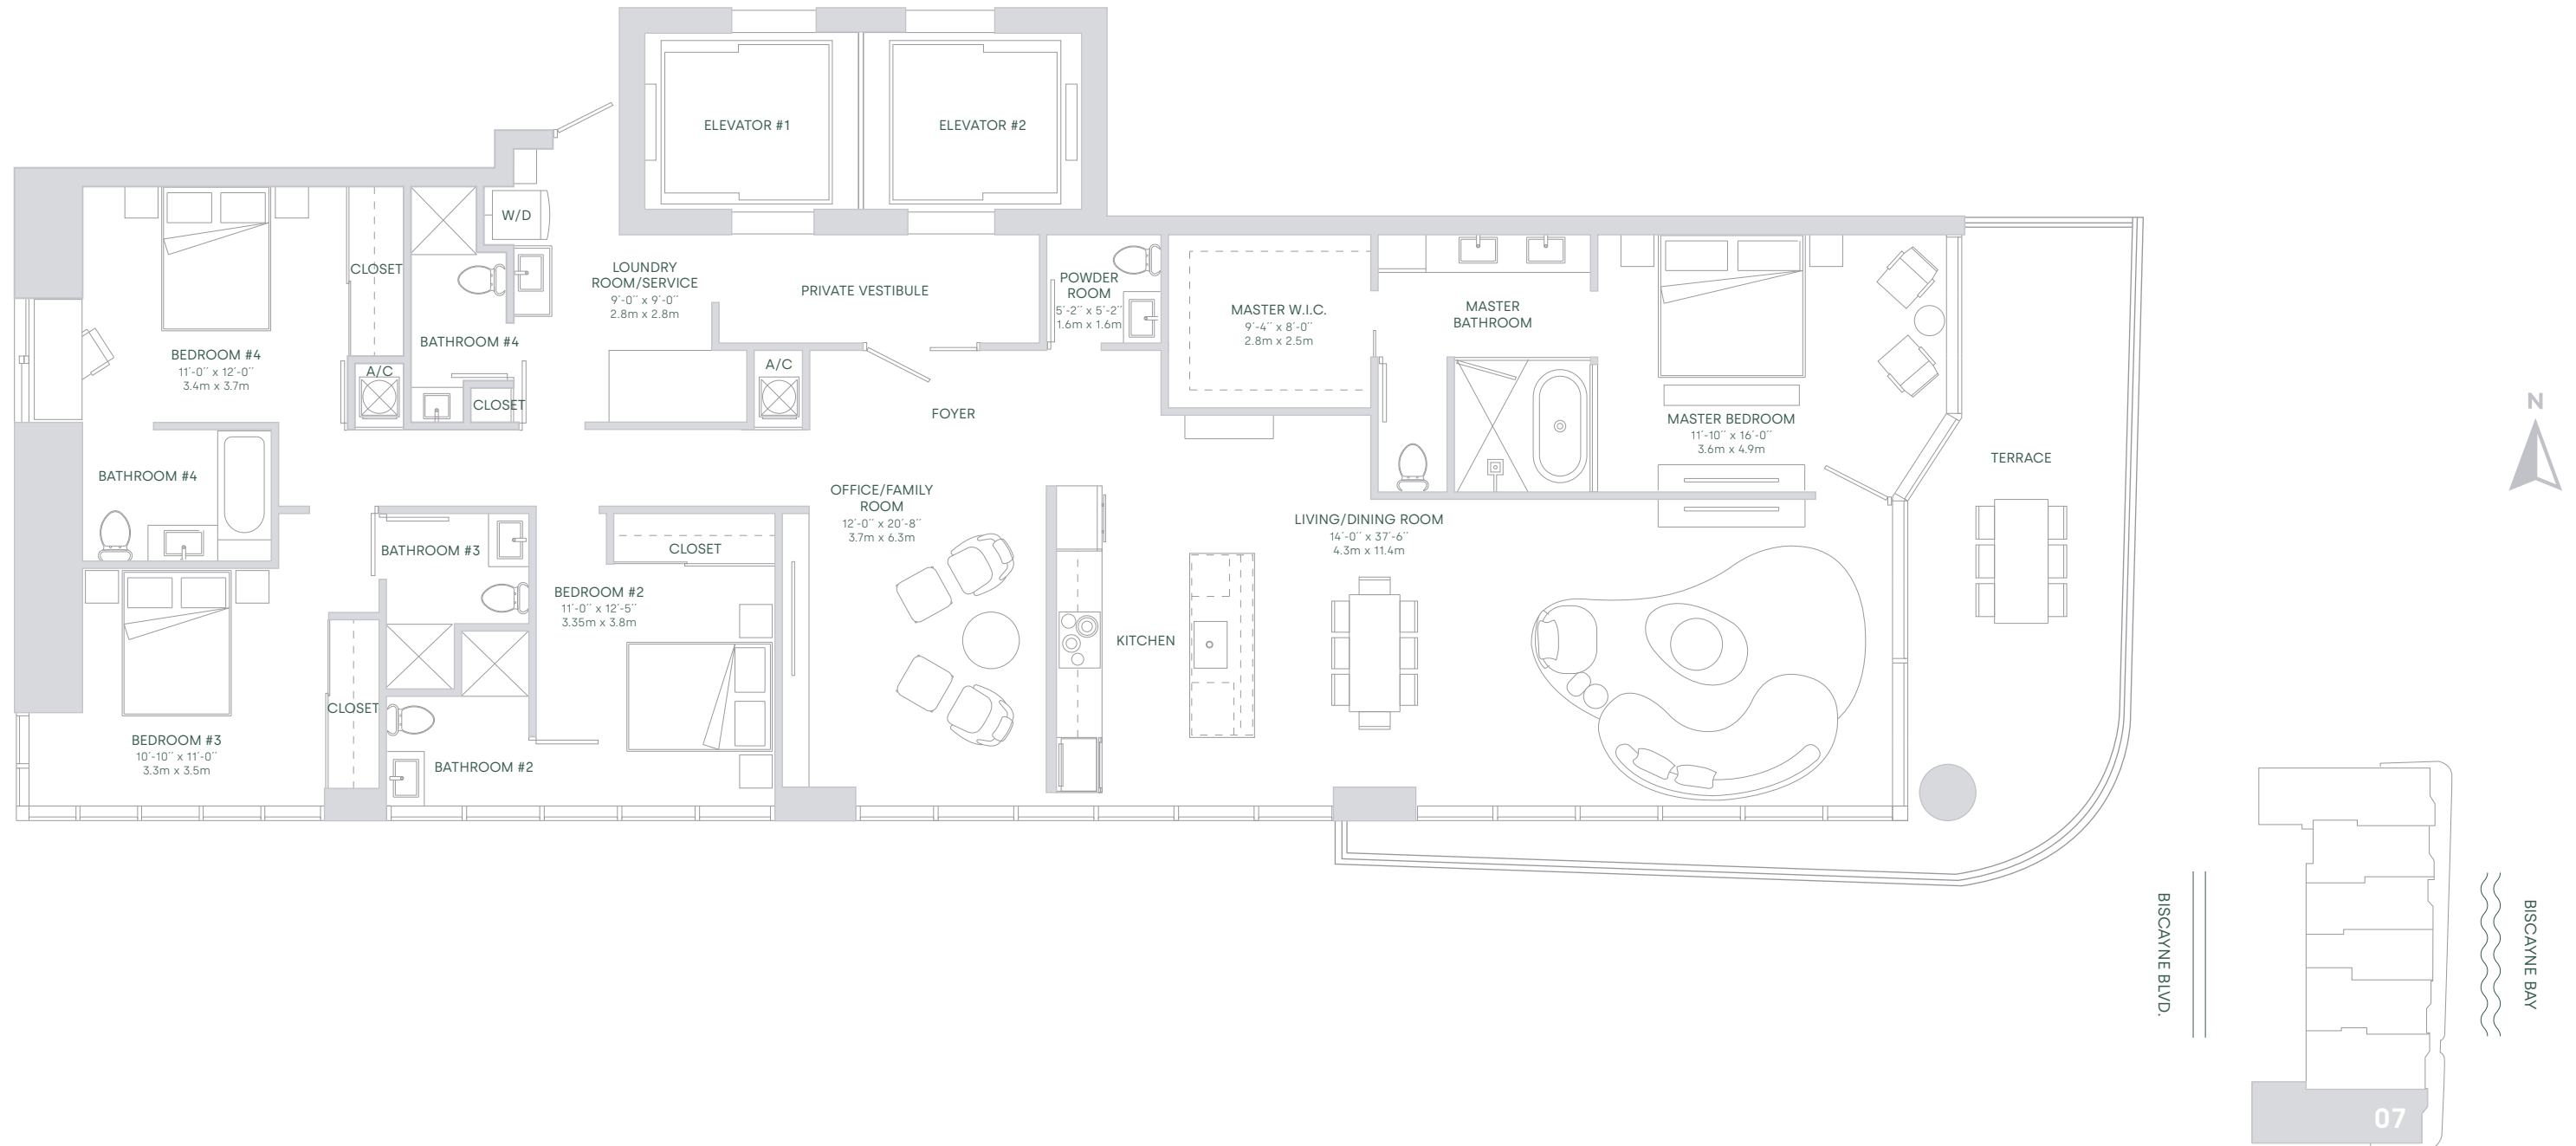 ELEVATOR #1
ELEVATOR #2
W/D
CLOSET
LOUNDRY
ROOM/SERVICE
9´-0´´ x 9´-0´´
2.8m x 2.8m
PRIVATE VESTIBULE
POWDER
ROOM
5´-2´´ x 5´-2´´
1.6m x 1.6m
MASTER W.I.C.
9´-4´´ x 8´-0´´
2.8m x 2.5m
MASTER
BATHROOM
BEDROOM #4
11´-0´´ x 12´-0´´
3.4m x 3.7m
A/C
BATHROOM #4
CLOSET
A/C
FOYER
MASTER BEDROOM
11´-10´´ x 16´-0´´
3.6m x 4.9m
TERRACE
N
BATHROOM #4
OFFICE/FAMILY
ROOM
12´-0´´ x 20´-8´´
3.7m x 6.3m
LIVING/DINING ROOM
14´-0´´ x 37´-6´´
4.3m x 11.4m
BATHROOM #3
CLOSET
BEDROOM #2
11´-0´´ x 12´-5´´
3.35m x 3.8m
KITCHEN
CLOSET
BEDROOM #3
10´-10´´ x 11´-0´´
3.3m x 3.5m
BATHROOM #2
BISCAYNE BLVD.
BISCAYNE BAY
07